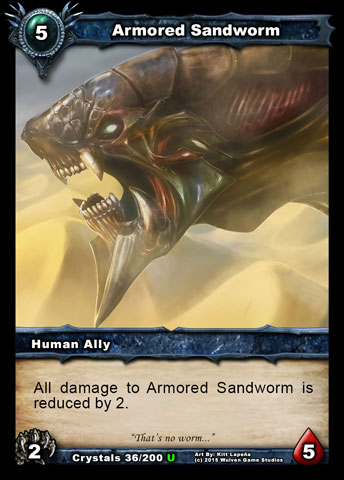 5
Armored Sandworm
Human Ally
All damage to Armored Sandworm is
reduced by 2.
"That's no worm..."
2
Crystals 36/200 U
Art By: Kitt Lapeña
(c) 2015 Wulven Game Studios
5